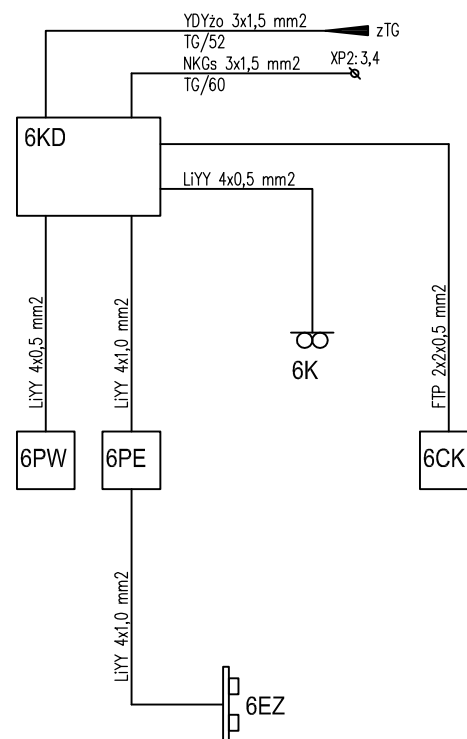 YDYżo 3x1,5 mm2
zTG
TG/52
NKGs 3x1,5 mm2
XP2:3,4
TG/60
6KD
LiYY 4x0,5 mm2
LiYY 4x0,5 mm2
LiYY 4x1,0 mm2
6K
FTP 2x2x0,5 mm2
6PW
6PE
6CK
LiYY 4x1,0 mm2
6EZ